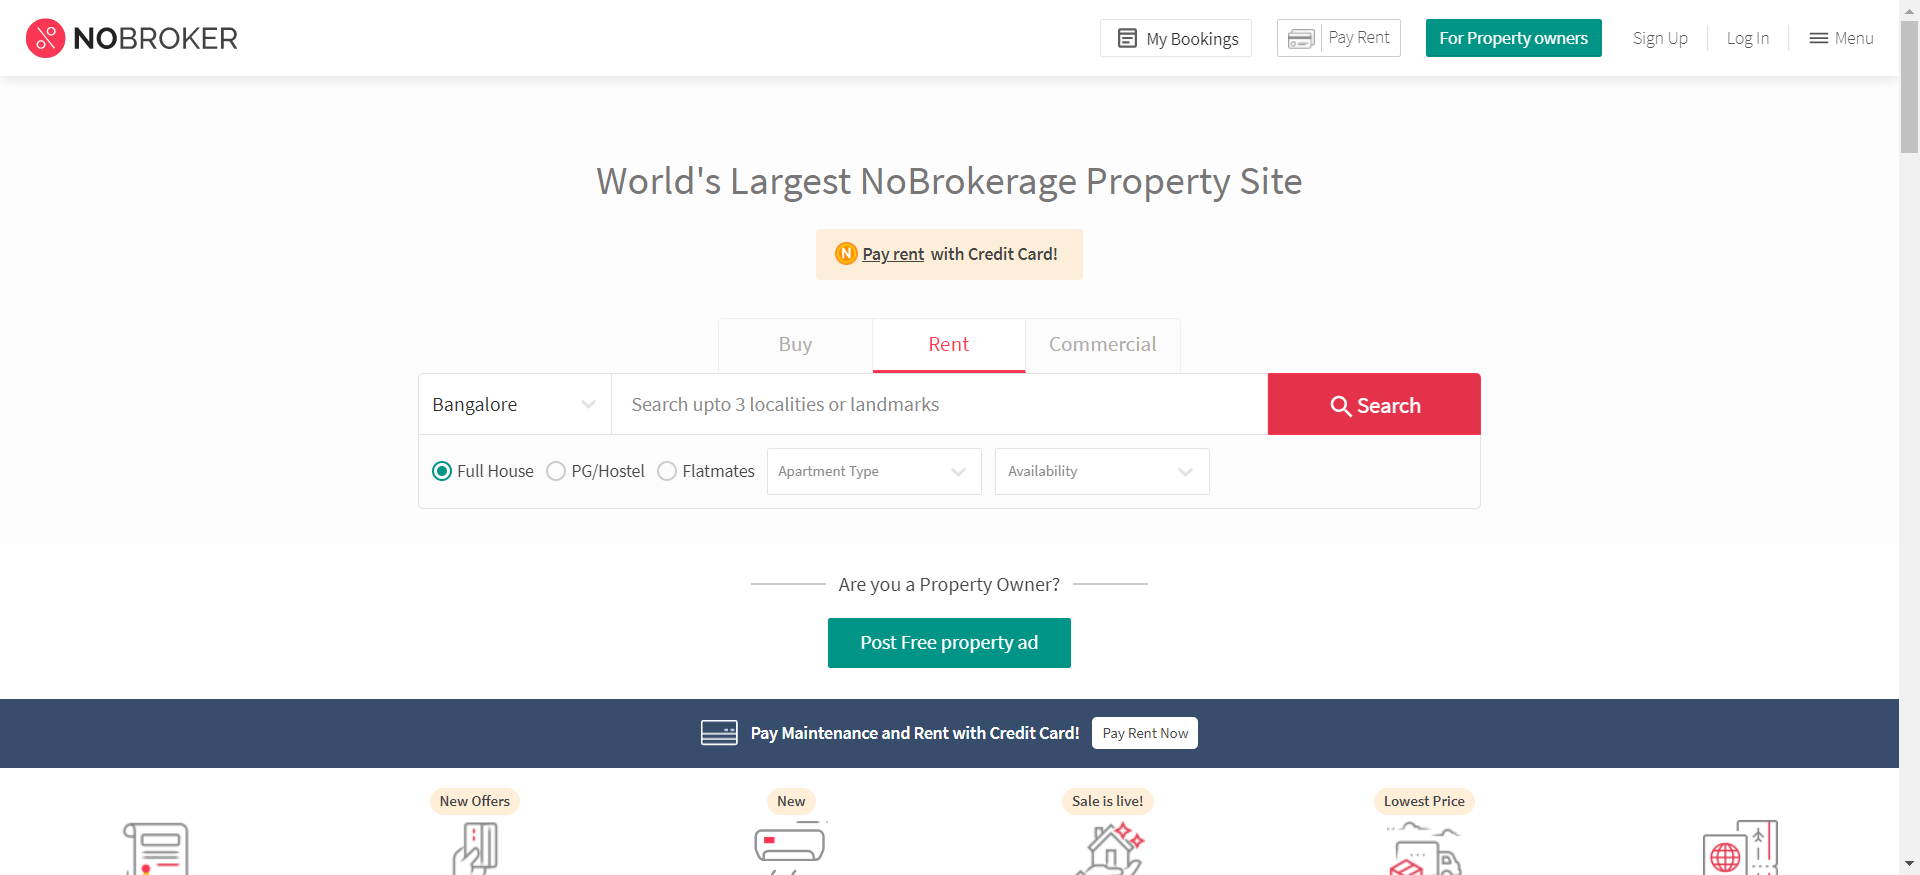 NOBROKER
My Bookings
Pay Rent
For Property owners
Sign Up
Log In
Menu
World's Largest NoBrokerage Property Site
N Pay rent with Credit Card!
Buy
Rent
Commercial
Bangalore
Search upto 3 localities or landmarks
Search
Full House
PG/Hostel
Flatmates
Apartment Type
Availability
Are you a Property Owner?
Post Free property ad
Pay Maintenance and Rent with Credit Card!
Pay Rent Now
New Offers
New
Sale is live!
Lowest Price